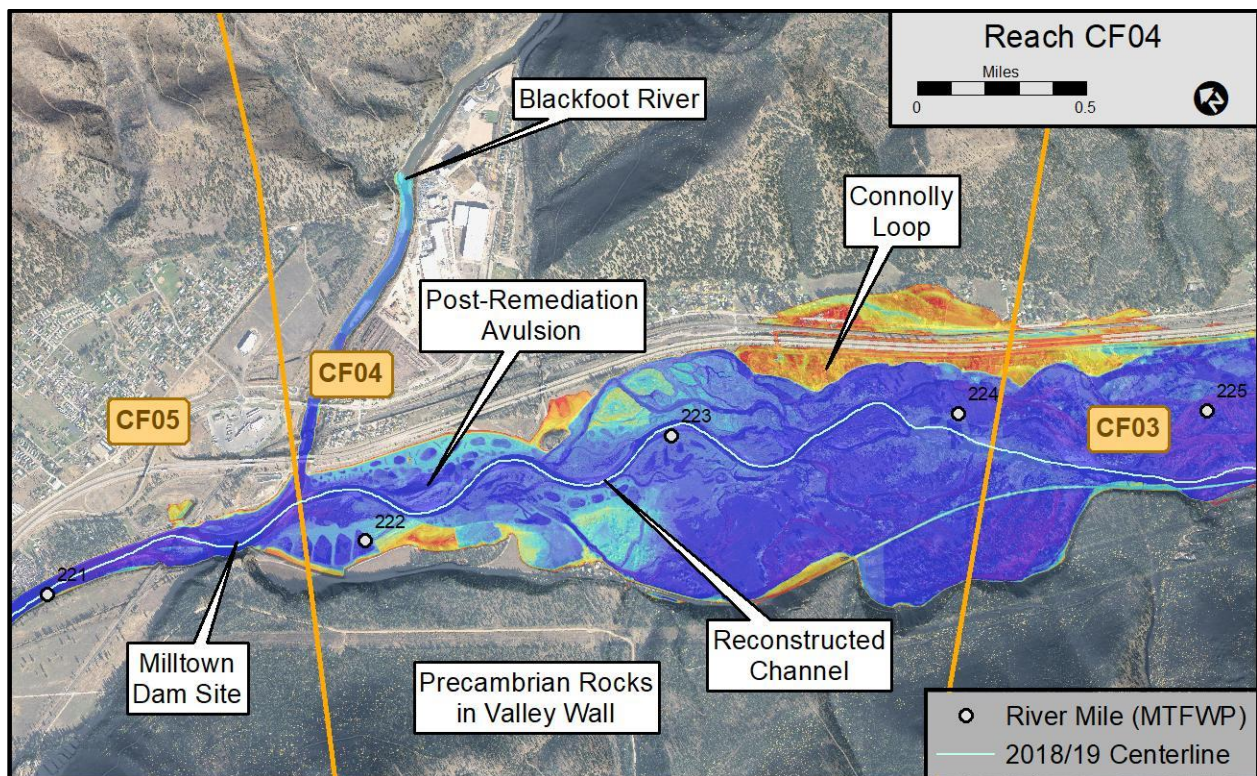 Reach CF04
Miles
0
0.5
Blackfoot River
Connolly
Loop
Post-Remediation
Avulsion
CF04
CF05
CF03
221
222
223
224
225
Milltown
Dam Site
Precambrian Rocks
in Valley Wall
Reconstructed
Channel
River Mile (MTFWP)
2018/19 Centerline